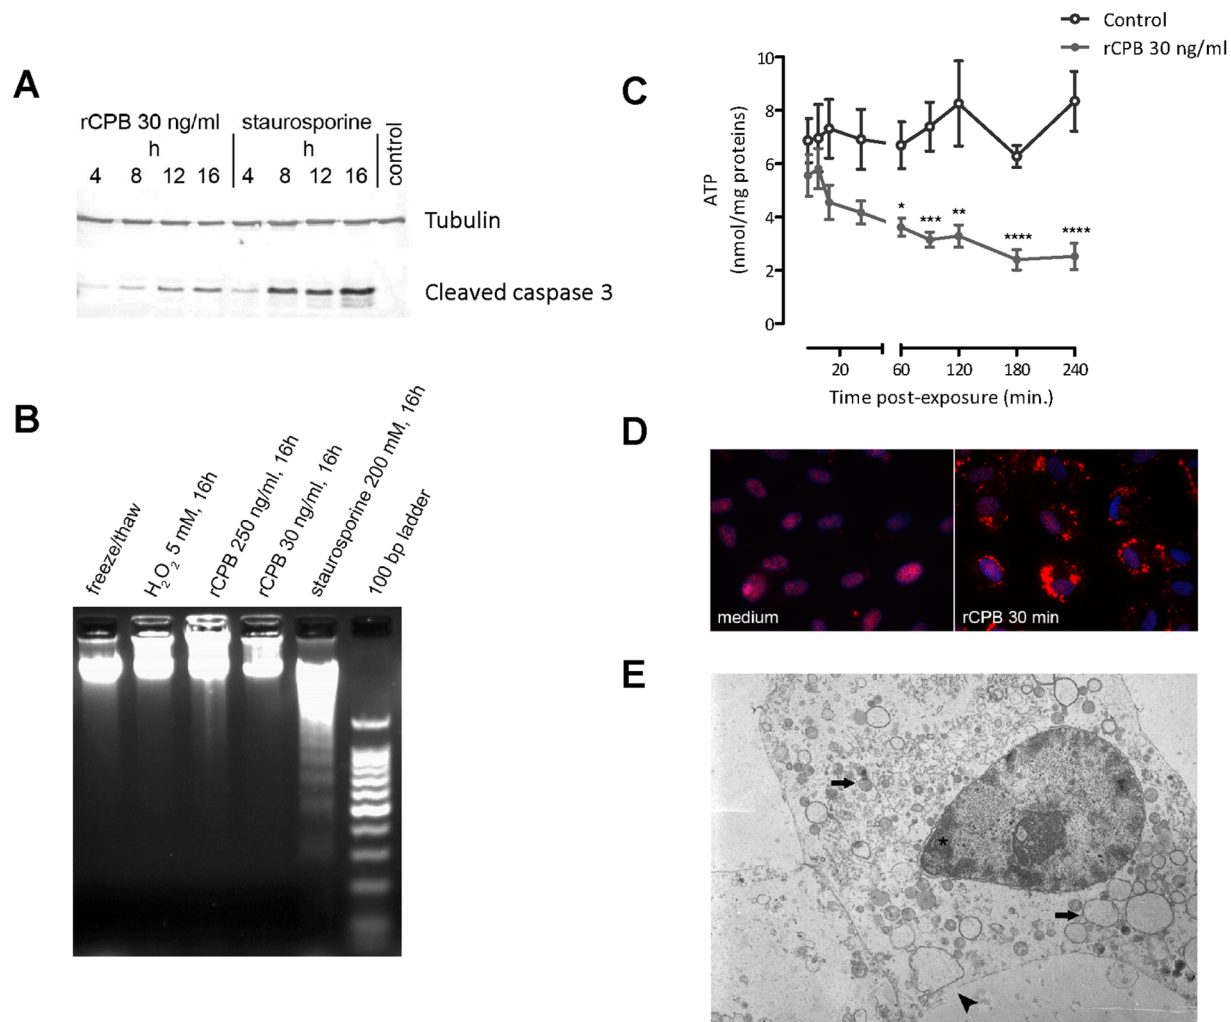 A
rCPB 30 ng/ml
h
4 8 12 16
staurosporine
h
4 8 12 16
control
Tubulin
Cleaved caspase 3
B
freeze/thaw
H₂O₂ 5 mM, 16h
rCPB 250 ng/ml, 16h
rCPB 30 ng/ml, 16h
staurosporine 200 mM, 16h
100 bp ladder
C
Control
rCPB 30 ng/ml
ATP
(nmol/mg proteins)
10
8
6
4
2
0
* *** ** **** ****
20 60 120 180 240
Time post-exposure (min.)
D
medium
rCPB 30 min
E
*